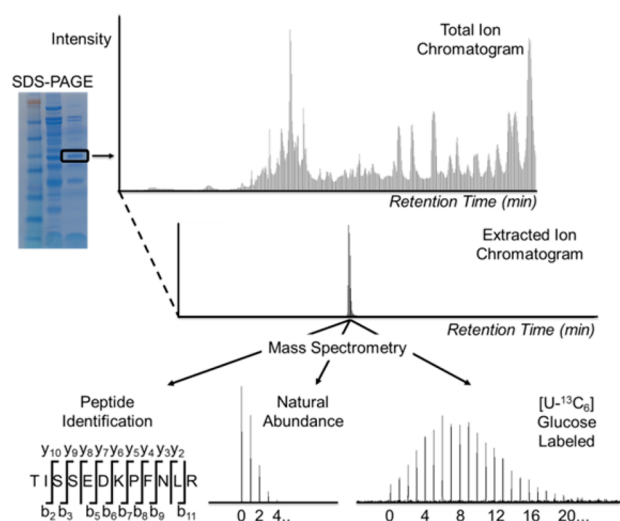 Intensity
Total Ion
Chromatogram
SDS-PAGE
Retention Time (min)
Extracted Ion
Chromatogram
Retention Time (min)
Mass Spectrometry
Peptide
Identification
Natural
Abundance
[U-¹³C₆]
Glucose
Labeled
y₁₀ y₉ y₈ y₇ y₆ y₅ y₄ y₃ y₂
T I S S E D K P F N L R
b₂ b₃ b₅ b₆ b₇ b₈ b₉ b₁₁
0 2 4..
0 4 8 12 16 20...